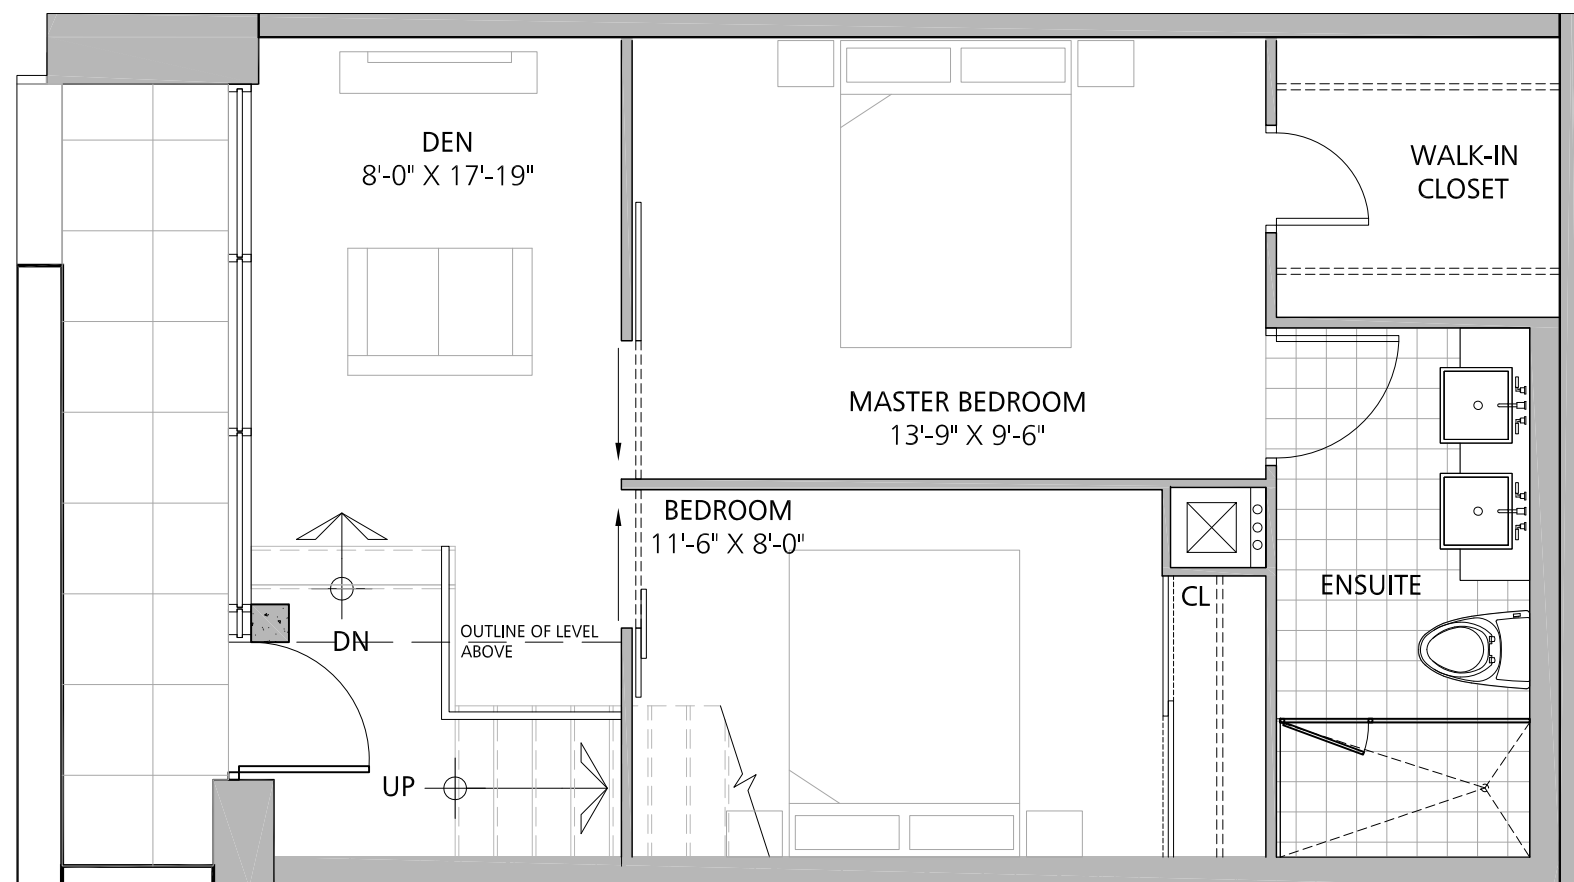 DEN
8'-0" X 17'-19"
WALK-IN
CLOSET
MASTER BEDROOM
13'-9" X 9'-6"
BEDROOM
11'-6" X 8'-0"
ENSUITE
CL
DN
OUTLINE OF LEVEL
ABOVE
UP